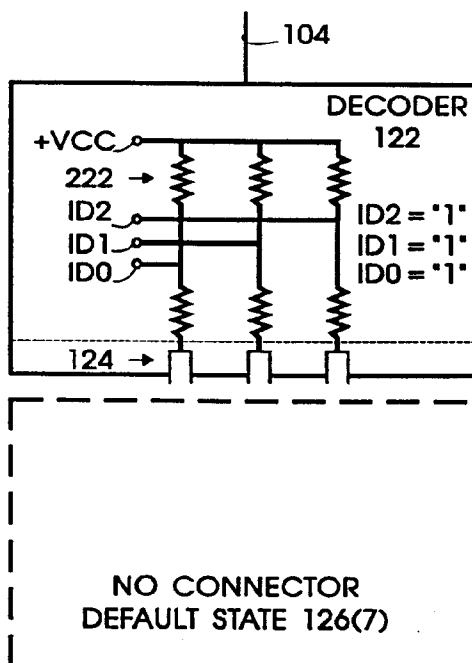 104
DECODER
122
+VCC
222
ID2
ID1
ID0
ID2 = "1"
ID1 = "1"
ID0 = "1"
124
NO CONNECTOR
DEFAULT STATE 126(7)